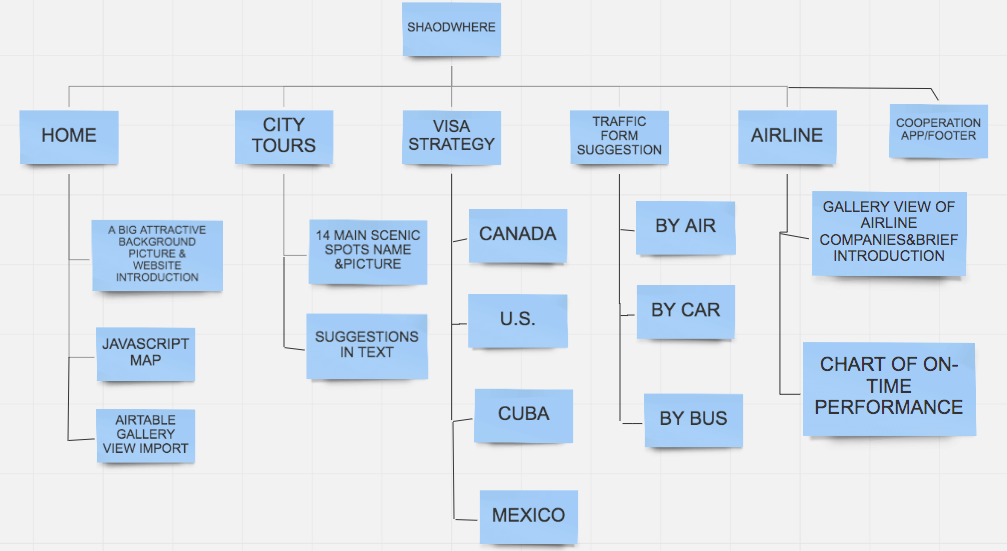 SHAODWHERE
HOME
CITY
TOURS
VISA
STRATEGY
TRAFFIC
FORM
SUGGESTION
AIRLINE
COOPERATION
APP/FOOTER
A BIG ATTRACTIVE
BACKGROUND
PICTURE &
WEBSITE
INTRODUCTION
JAVASCRIPT
MAP
AIRTABLE
GALLERY
VIEW IMPORT
14 MAIN SCENIC
SPOTS NAME
&PICTURE
SUGGESTIONS
IN TEXT
CANADA
U.S.
CUBA
MEXICO
BY AIR
BY CAR
BY BUS
GALLERY VIEW OF
AIRLINE
COMPANIES&BRIEF
INTRODUCTION
CHART OF ON-
TIME
PERFORMANCE